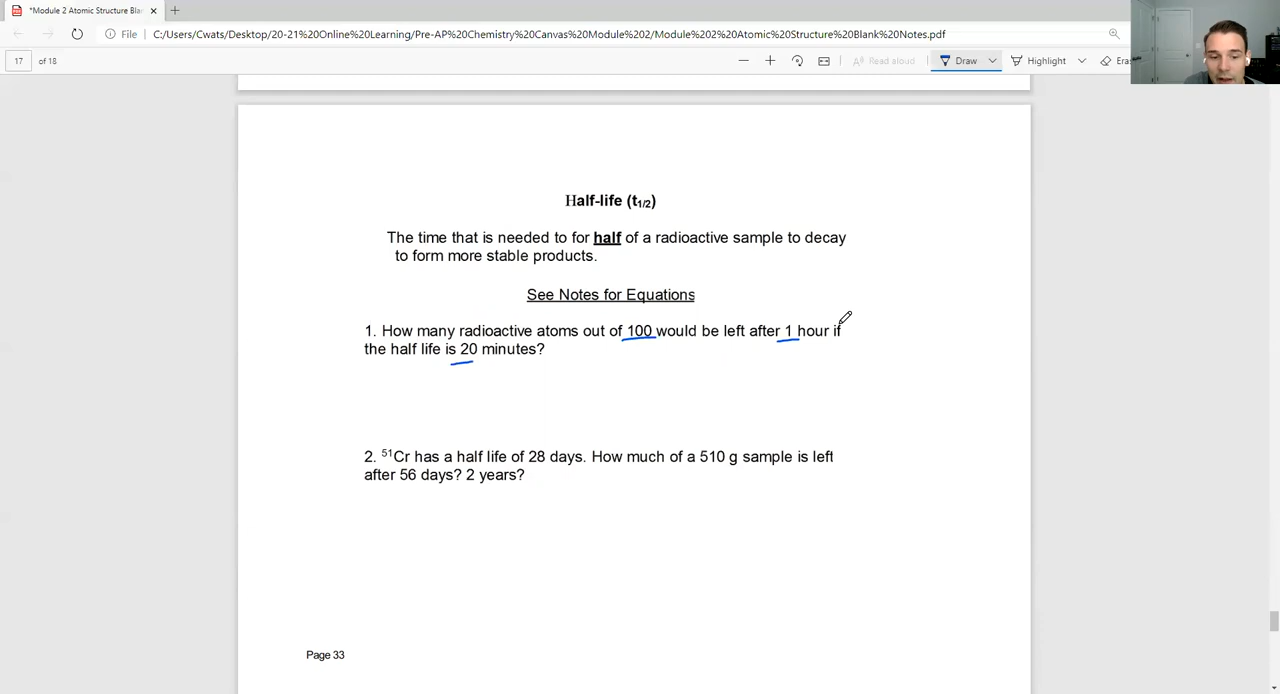 *Module 2 Atomic Structure Bla
File C:/Users/Cwats/Desktop/20-21%20Online%20Learning/Pre-AP%20Chemistry%20Canvas%20Module%202/Module%202%20Atomic%20Structure%20Blank%20Notes.pdf
17 of 18 Read aloud Draw Highlight Eras
Half-life (t1/2)
The time that is needed to for half of a radioactive sample to decay
to form more stable products.
See Notes for Equations
1. How many radioactive atoms out of 100 would be left after 1 hour if
the half life is 20 minutes?
2. ⁵¹Cr has a half life of 28 days. How much of a 510 g sample is left
after 56 days? 2 years?
Page 33